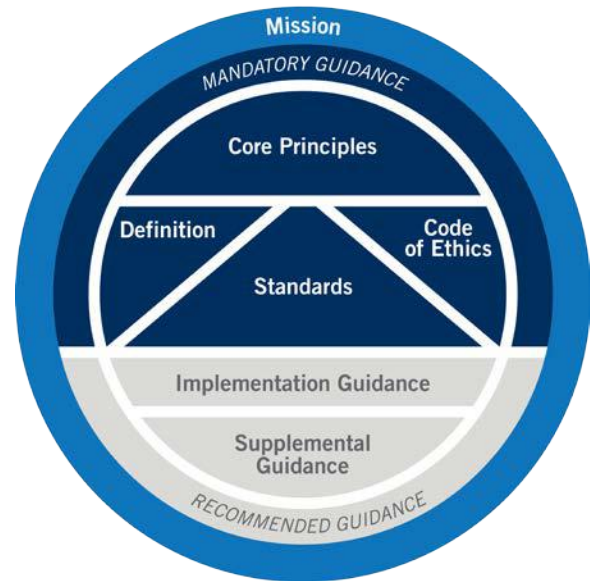 Mission
MANDATORY GUIDANCE
Core Principles
Definition
Code
of Ethics
Standards
Implementation Guidance
Supplemental
Guidance
RECOMMENDED GUIDANCE